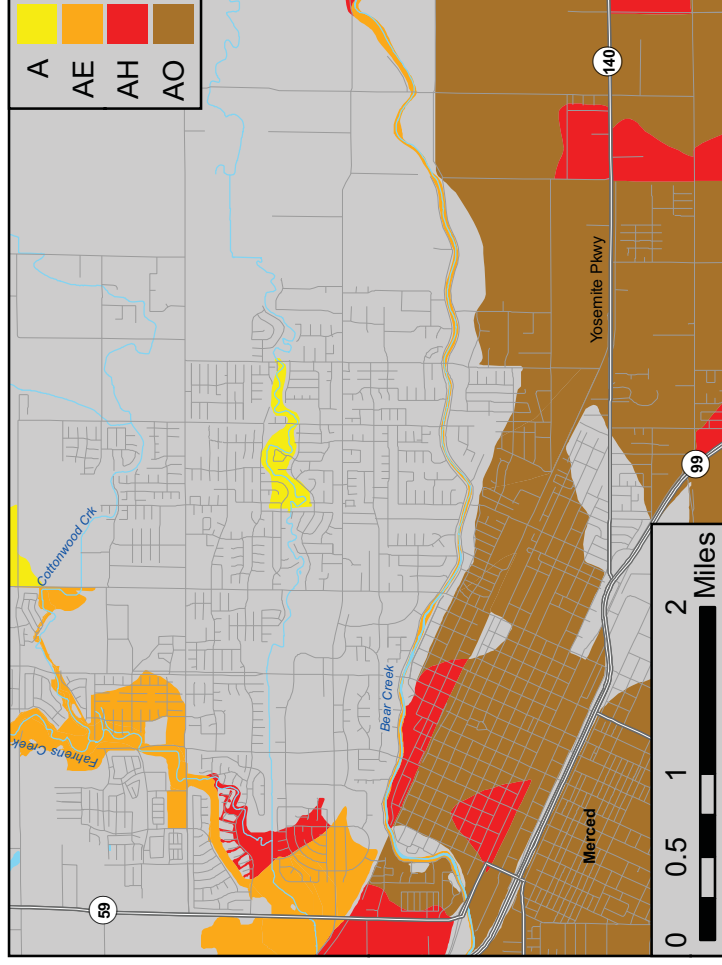 A
AE
AH
AO
140
Cottonwood Crk
Yosemite Pkwy
99
Fahrens Creek
Bear Creek
59
Merced
0 0.5 1 2
Miles